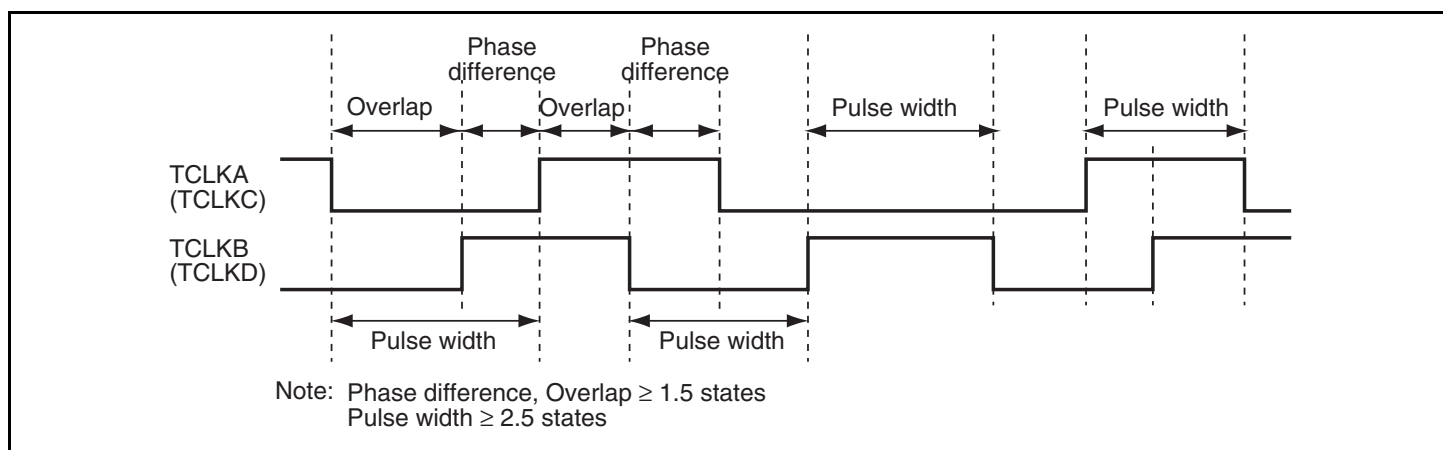 Phase
difference
Phase
difference
Overlap
Overlap
Pulse width
Pulse width
TCLKA
(TCLKC)
TCLKB
(TCLKD)
Pulse width
Pulse width
Note: Phase difference, Overlap ≥ 1.5 states
Pulse width ≥ 2.5 states